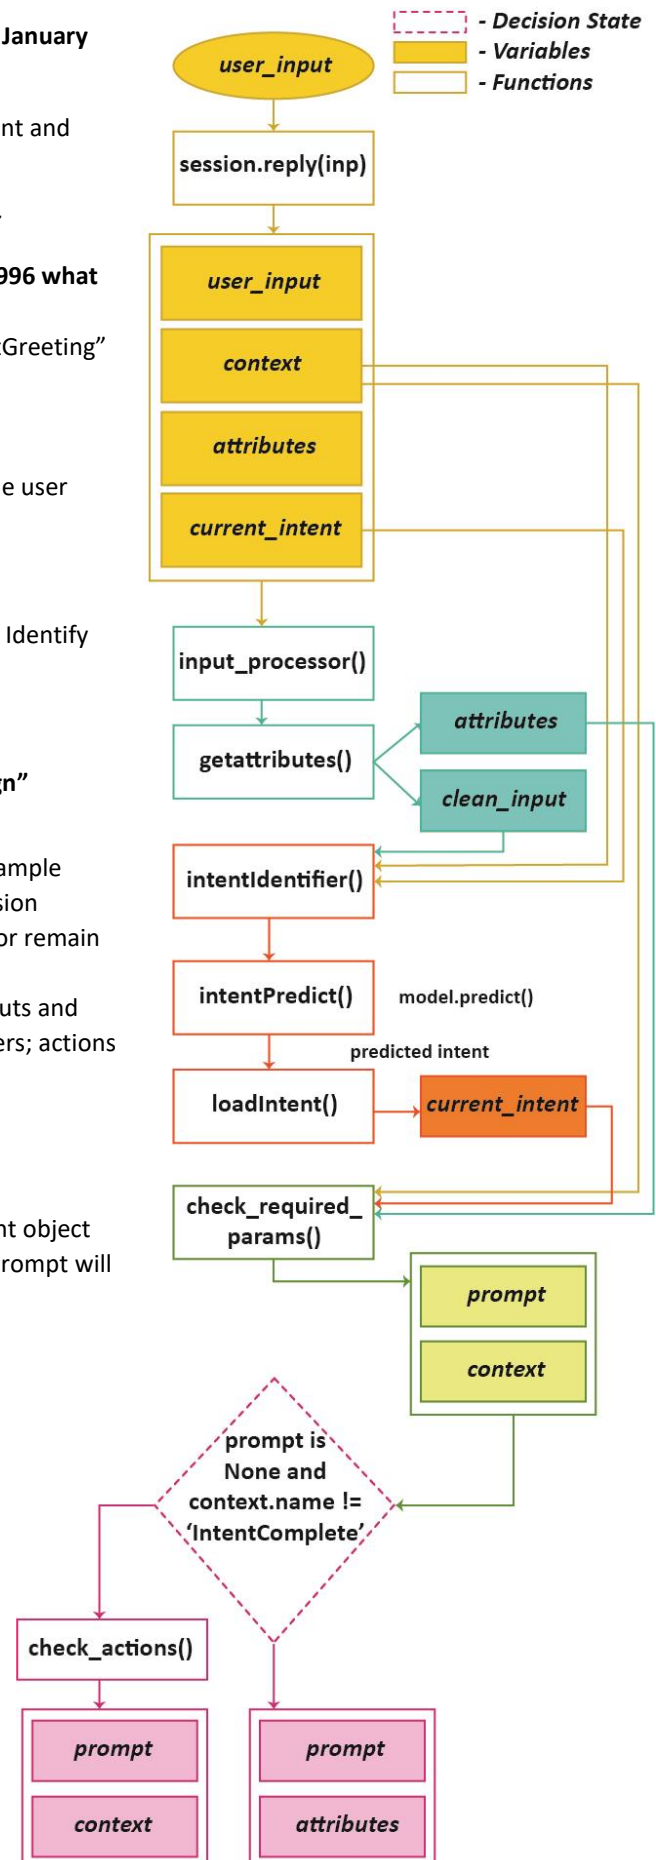 January
nt and
996 what
tGreeting”
e user
Identify
gn”
ample
sion
or remain
uts and
ers; actions
nt object
prompt will
- Decision State
- Variables
- Functions
user_input
session.reply(inp)
user_input
context
attributes
current_intent
input_processor()
getattributes()
attributes
clean_input
intentIdentifier()
intentPredict()
model.predict()
predicted intent
loadIntent()
current_intent
check_required_
params()
prompt
context
prompt is
None and
context.name !=
‘IntentComplete’
check_actions()
prompt
context
prompt
attributes